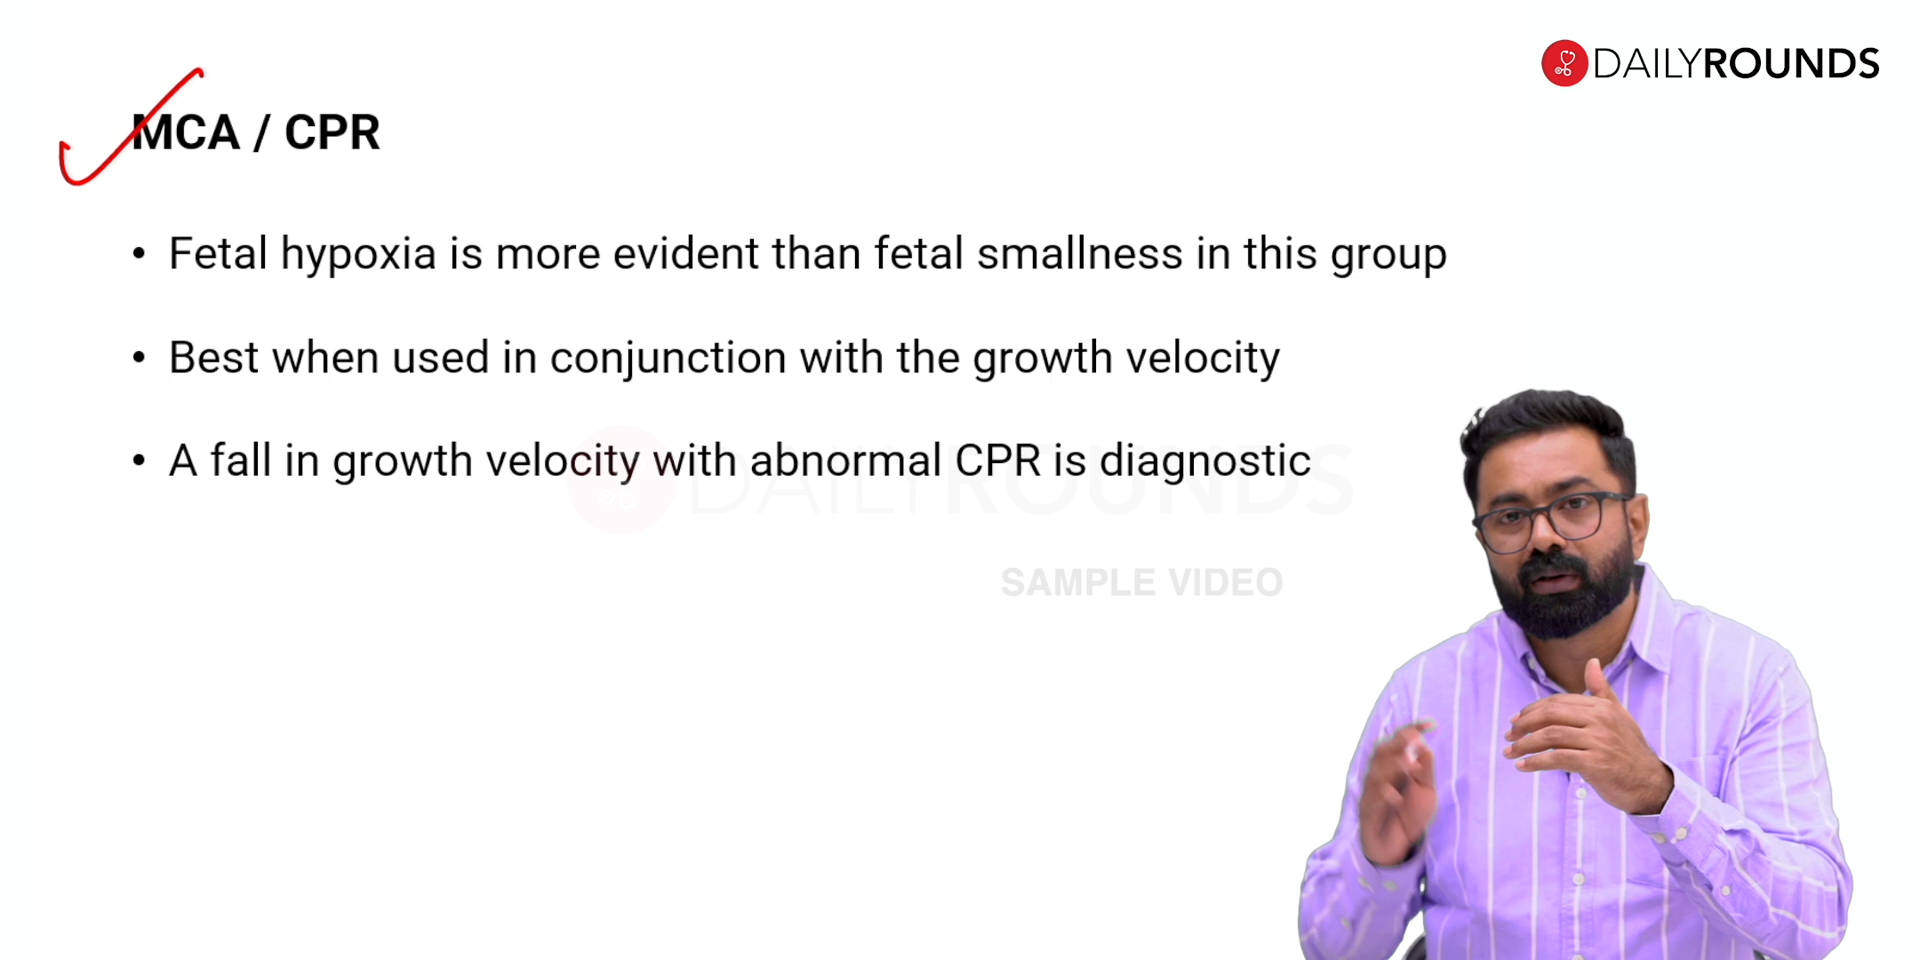 DAILYROUNDS
MCA / CPR
• Fetal hypoxia is more evident than fetal smallness in this group
• Best when used in conjunction with the growth velocity
• A fall in growth velocity with abnormal CPR is diagnostic
DAILYROUNDS
SAMPLE VIDEO